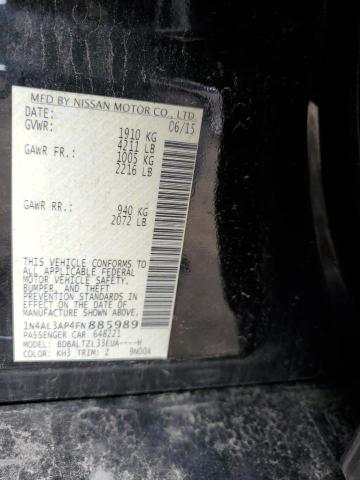 MFD BY NISSAN MOTOR CO., LTD.
DATE: 06/15
GVWR: 1910 KG
4211 LB
GAWR FR.: 1005 KG
2216 LB
GAWR RR.: 940 KG
2072 LB
THIS VEHICLE CONFORMS TO
ALL APPLICABLE FEDERAL
MOTOR VEHICLE SAFETY,
BUMPER, AND THEFT
PREVENTION STANDARDS IN
EFFECT ON THE DATE OF
MANUFACTURE SHOWN ABOVE.
1N4AL3AP4FN885989
PASSENGER CAR 648221
MODEL: BDBALTZL33EUA----H
COLOR: KH3 TRIM: Z 9N00A